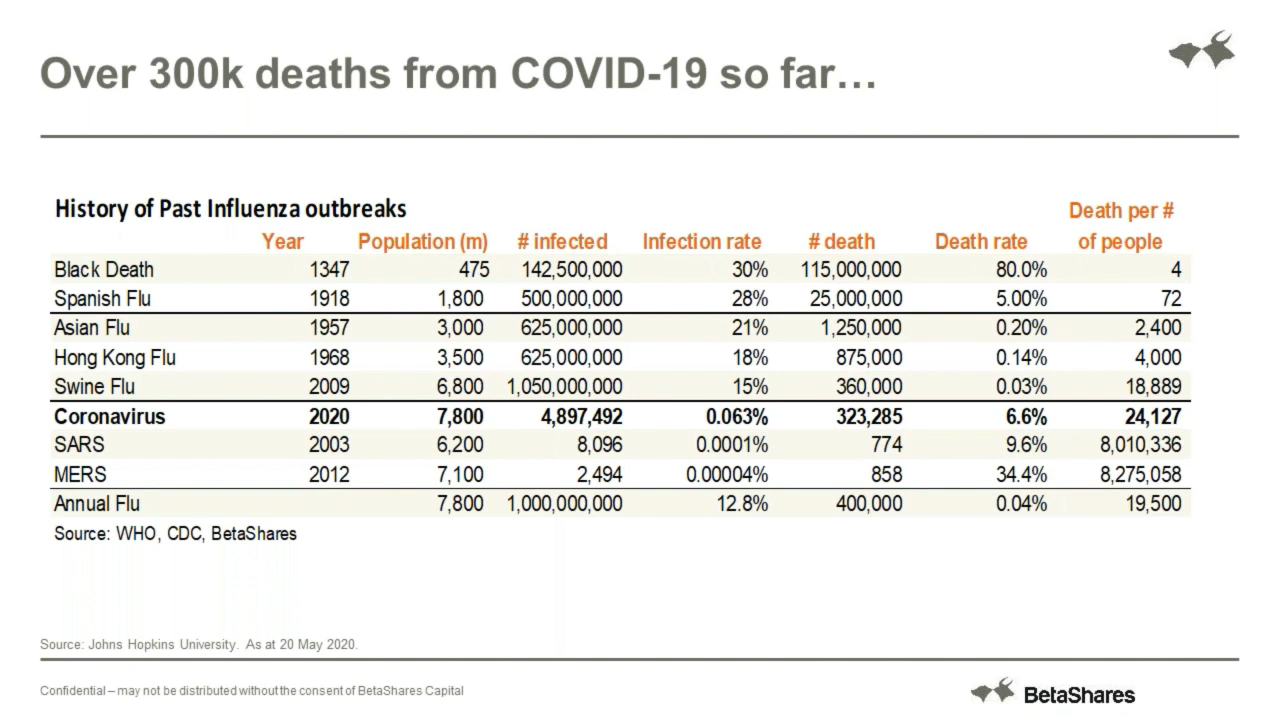 Over 300k deaths from COVID-19 so far…
History of Past Influenza outbreaks
Death per #
Year Population (m) # infected Infection rate # death Death rate of people
Black Death 1347 475 142,500,000 30% 115,000,000 80.0% 4
Spanish Flu 1918 1,800 500,000,000 28% 25,000,000 5.00% 72
Asian Flu 1957 3,000 625,000,000 21% 1,250,000 0.20% 2,400
Hong Kong Flu 1968 3,500 625,000,000 18% 875,000 0.14% 4,000
Swine Flu 2009 6,800 1,050,000,000 15% 360,000 0.03% 18,889
Coronavirus 2020 7,800 4,897,492 0.063% 323,285 6.6% 24,127
SARS 2003 6,200 8,096 0.0001% 774 9.6% 8,010,336
MERS 2012 7,100 2,494 0.00004% 858 34.4% 8,275,058
Annual Flu 7,800 1,000,000,000 12.8% 400,000 0.04% 19,500
Source: WHO, CDC, BetaShares
Source: Johns Hopkins University. As at 20 May 2020.
Confidential – may not be distributed without the consent of BetaShares Capital
BetaShares